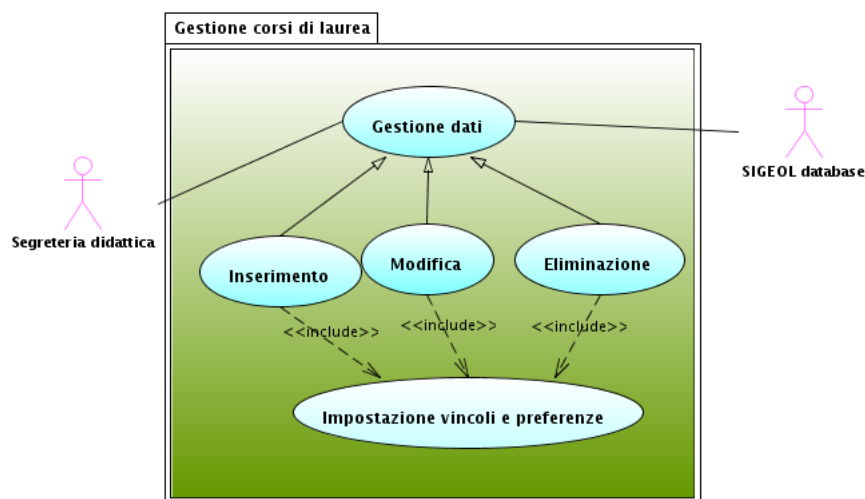 Gestione corsi di laurea
Gestione dati
SIGEOL database
Segreteria didattica
Inserimento
Modifica
Eliminazione
<<include>>
<<include>>
<<include>>
Impostazione vincoli e preferenze